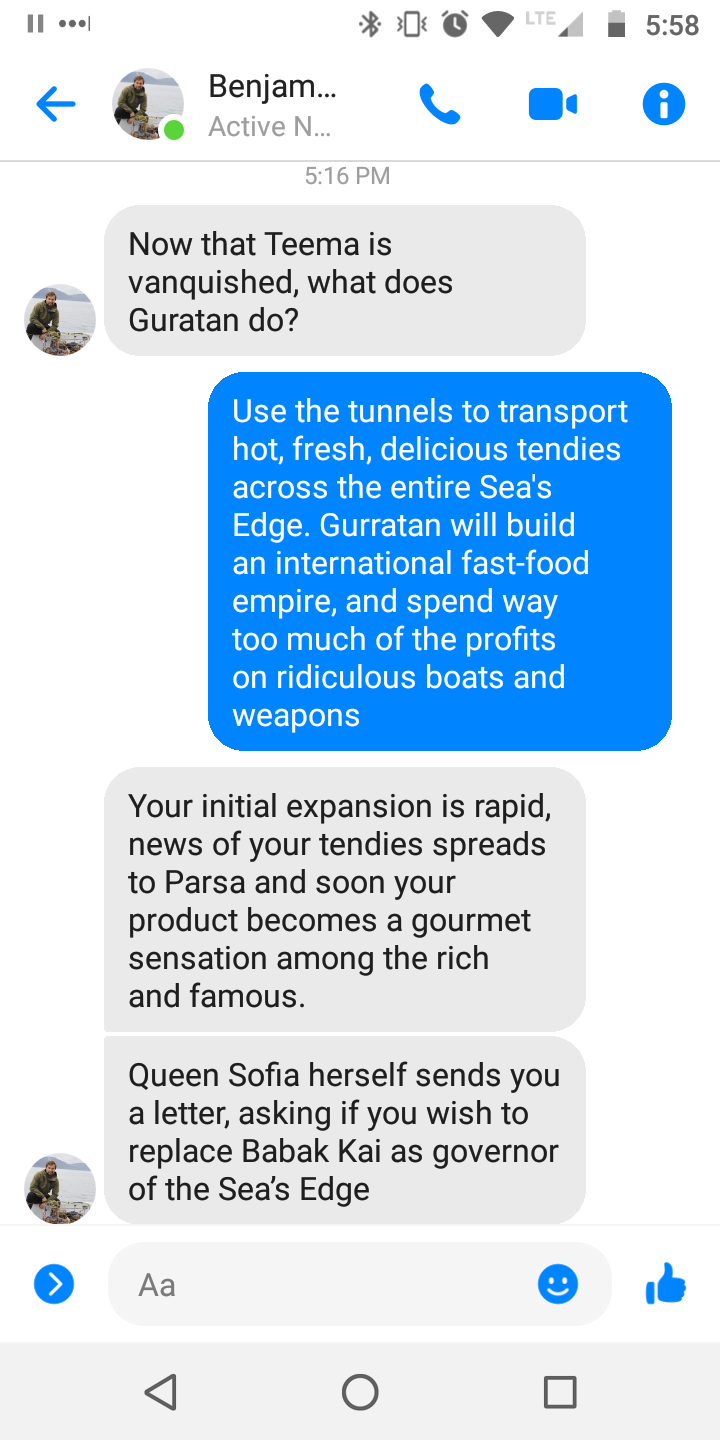 LTE 5:58
Benjam...
Active N...
5:16 PM
Now that Teema is
vanquished, what does
Guratan do?
Use the tunnels to transport
hot, fresh, delicious tendies
across the entire Sea's
Edge. Gurratan will build
an international fast-food
empire, and spend way
too much of the profits
on ridiculous boats and
weapons
Your initial expansion is rapid,
news of your tendies spreads
to Parsa and soon your
product becomes a gourmet
sensation among the rich
and famous.
Queen Sofia herself sends you
a letter, asking if you wish to
replace Babak Kai as governor
of the Sea’s Edge
Aa